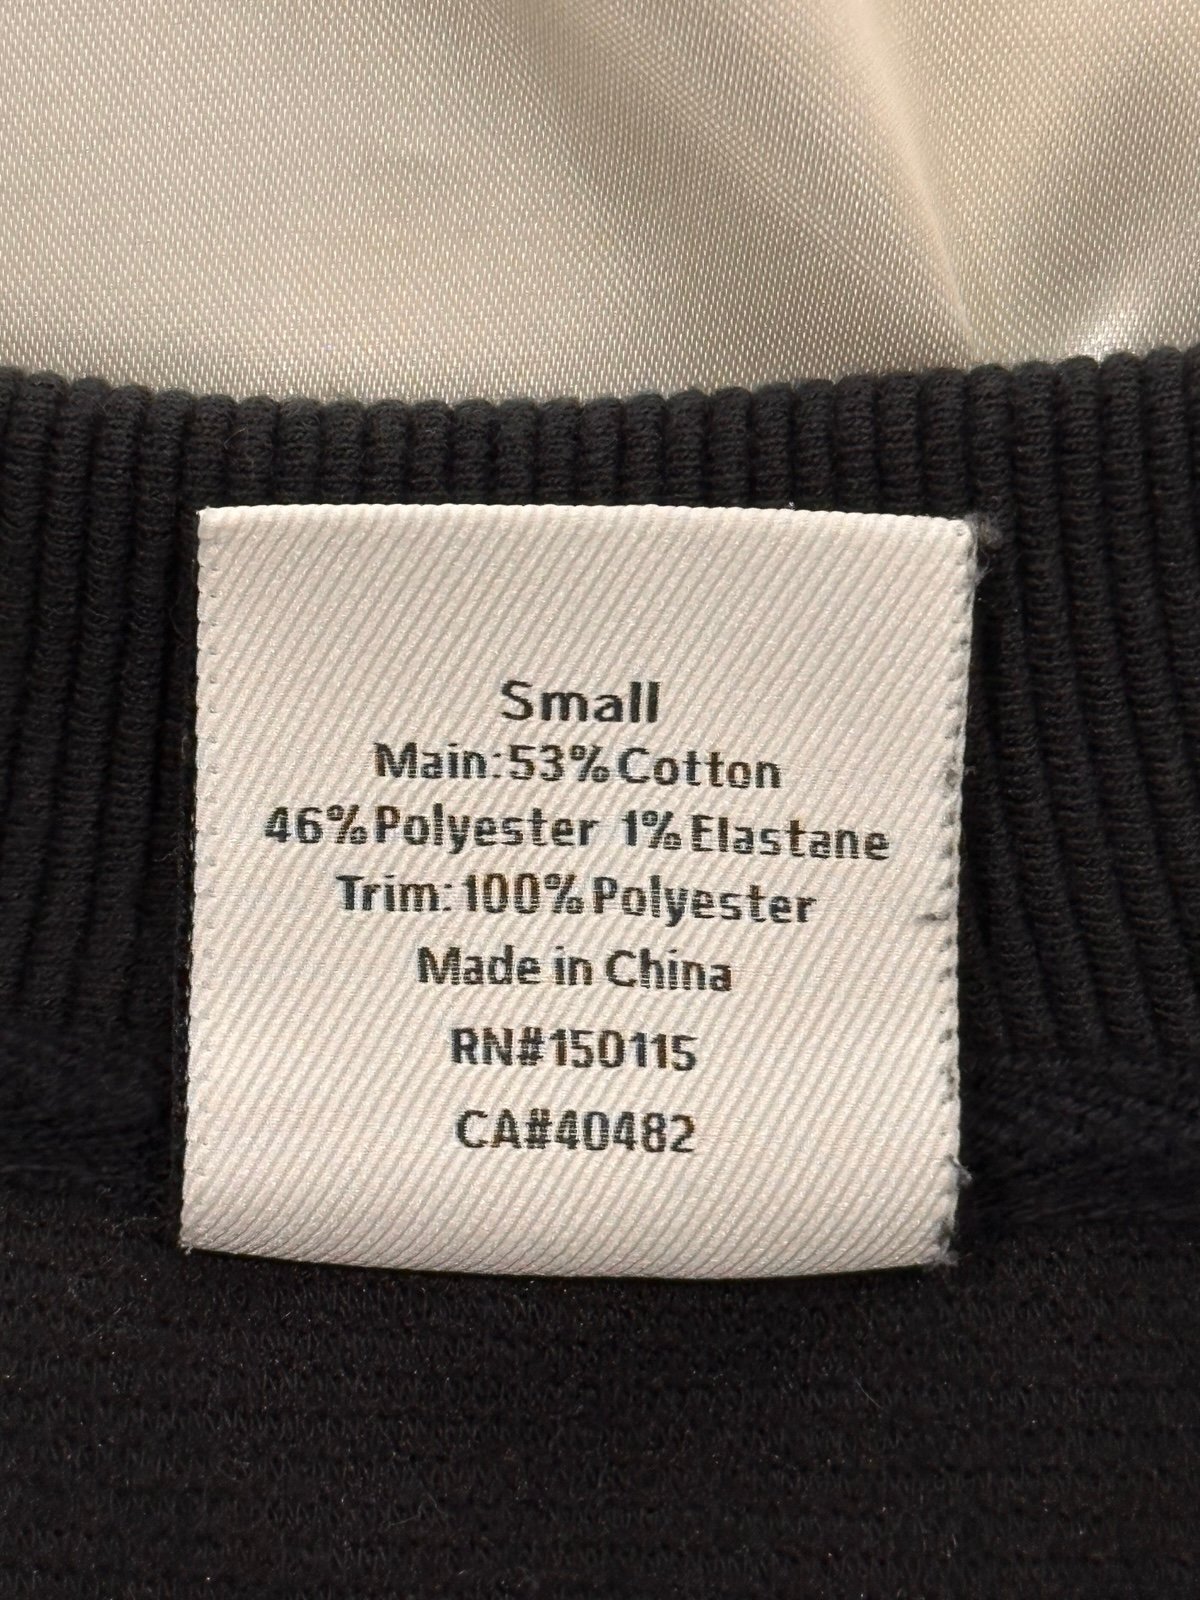 Small
Main:53%Cotton
46%Polyester 1%Elastane
Trim:100%Polyester
Made in China
RN#150115
CA#40482